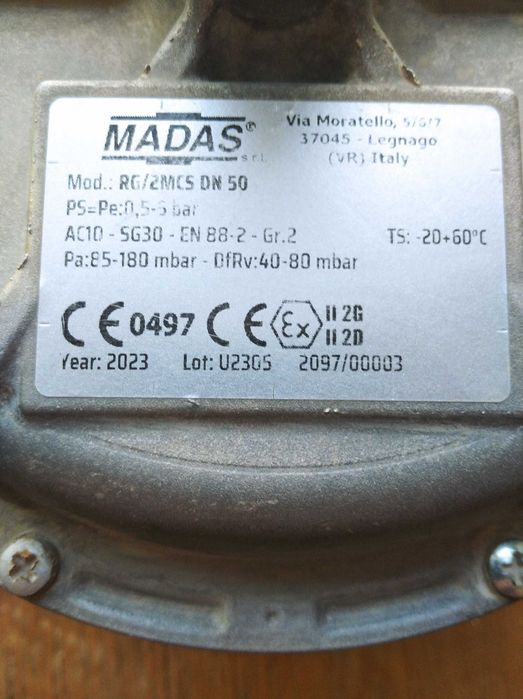 MADAS®
s.r.l.
Via Moratello, 5/6/7
37045 - Legnago
(VR) Italy
Mod.: RG/2MCS DN 50
PS=Pe:0,5-6 bar
AC10 - SG30 - EN 88-2 - Gr.2 TS: -20+60°C
Pa:85-180 mbar - DfRv:40-80 mbar
CE 0497 CE Ex II 2G
II 2D
Year: 2023 Lot: U2305 2097/00003